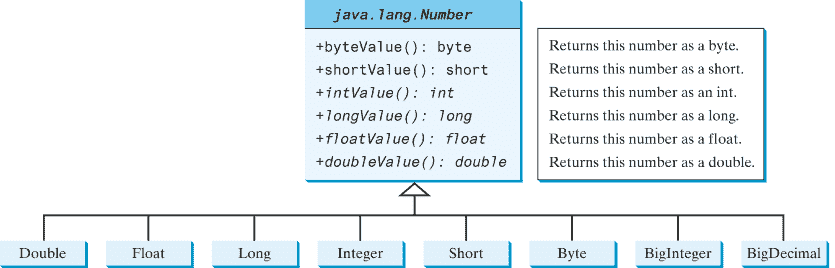 java.lang.Number
+byteValue(): byte
+shortValue(): short
+intValue(): int
+longValue(): long
+floatValue(): float
+doubleValue(): double
Returns this number as a byte.
Returns this number as a short.
Returns this number as an int.
Returns this number as a long.
Returns this number as a float.
Returns this number as a double.
Double
Float
Long
Integer
Short
Byte
BigInteger
BigDecimal